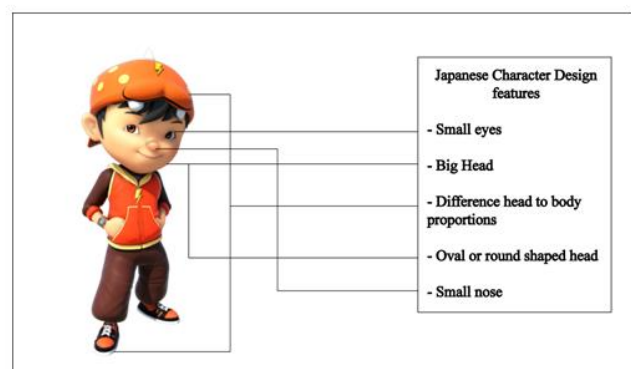 Japanese Character Design
features
- Small eyes
- Big Head
- Difference head to body
proportions
- Oval or round shaped head
- Small nose